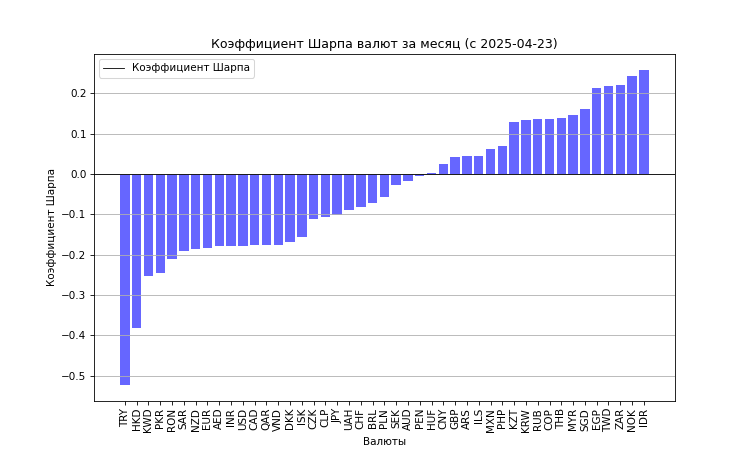 Коэффициент Шарпа валют за месяц (с 2025-04-23)
Коэффициент Шарпа
0.2
0.1
0.0
−0.1
−0.2
−0.3
−0.4
−0.5
Коэффициент Шарпа
TRY HKD KWD PKR RON SAR NZD EUR AED INR USD CAD QAR VND DKK ISK CZK CLP JPY UAH CHF BRL PLN SEK AUD PEN HUF CNY GBP ARS ILS MXN PHP KZT KRW RUB COP THB MYR SGD EGP TWD ZAR NOK IDR
Валюты